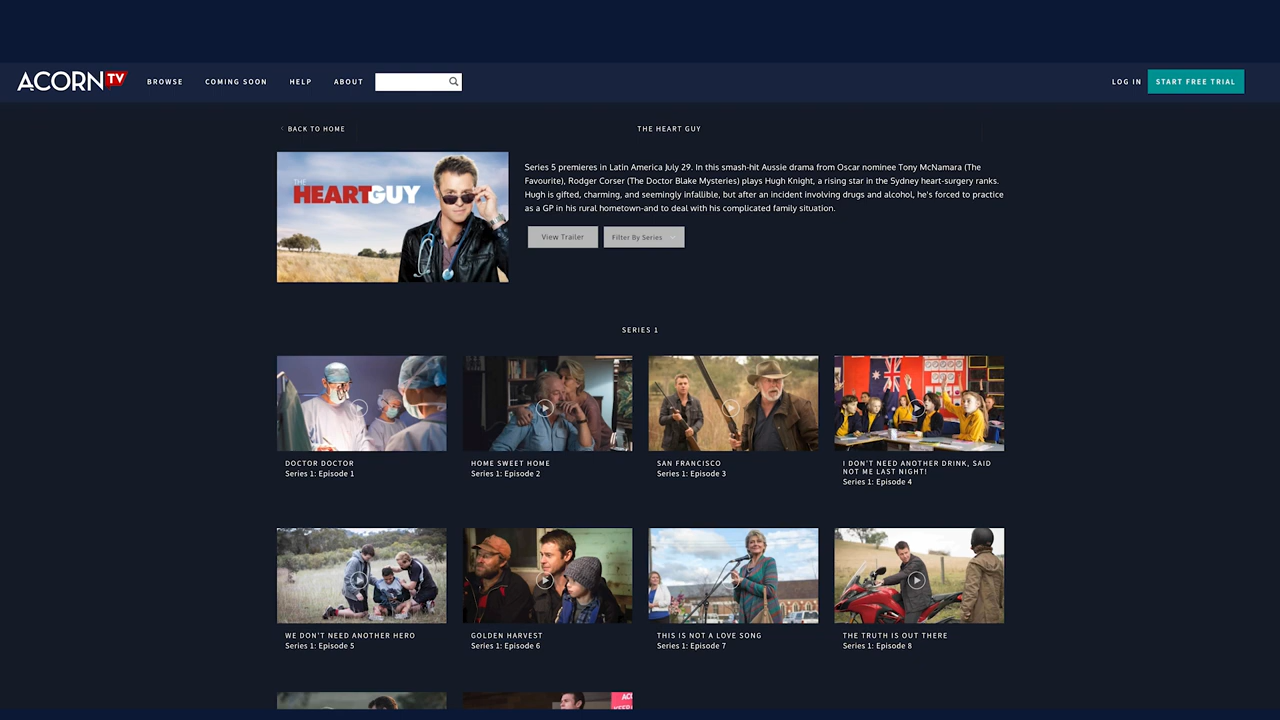 ACORN TV BROWSE COMING SOON HELP ABOUT LOG IN START FREE TRIAL
BACK TO HOME THE HEART GUY
THE
HEARTGUY
Series 5 premieres in Latin America July 29. In this smash-hit Aussie drama from Oscar nominee Tony McNamara (The
Favourite), Rodger Corser (The Doctor Blake Mysteries) plays Hugh Knight, a rising star in the Sydney heart-surgery ranks.
Hugh is gifted, charming, and seemingly infallible, but after an incident involving drugs and alcohol, he's forced to practice
as a GP in his rural hometown-and to deal with his complicated family situation.
View Trailer Filter By Series
SERIES 1
DOCTOR DOCTOR
Series 1: Episode 1
HOME SWEET HOME
Series 1: Episode 2
SAN FRANCISCO
Series 1: Episode 3
I DON'T NEED ANOTHER DRINK, SAID
NOT ME LAST NIGHT!
Series 1: Episode 4
WE DON'T NEED ANOTHER HERO
Series 1: Episode 5
GOLDEN HARVEST
Series 1: Episode 6
THIS IS NOT A LOVE SONG
Series 1: Episode 7
THE TRUTH IS OUT THERE
Series 1: Episode 8